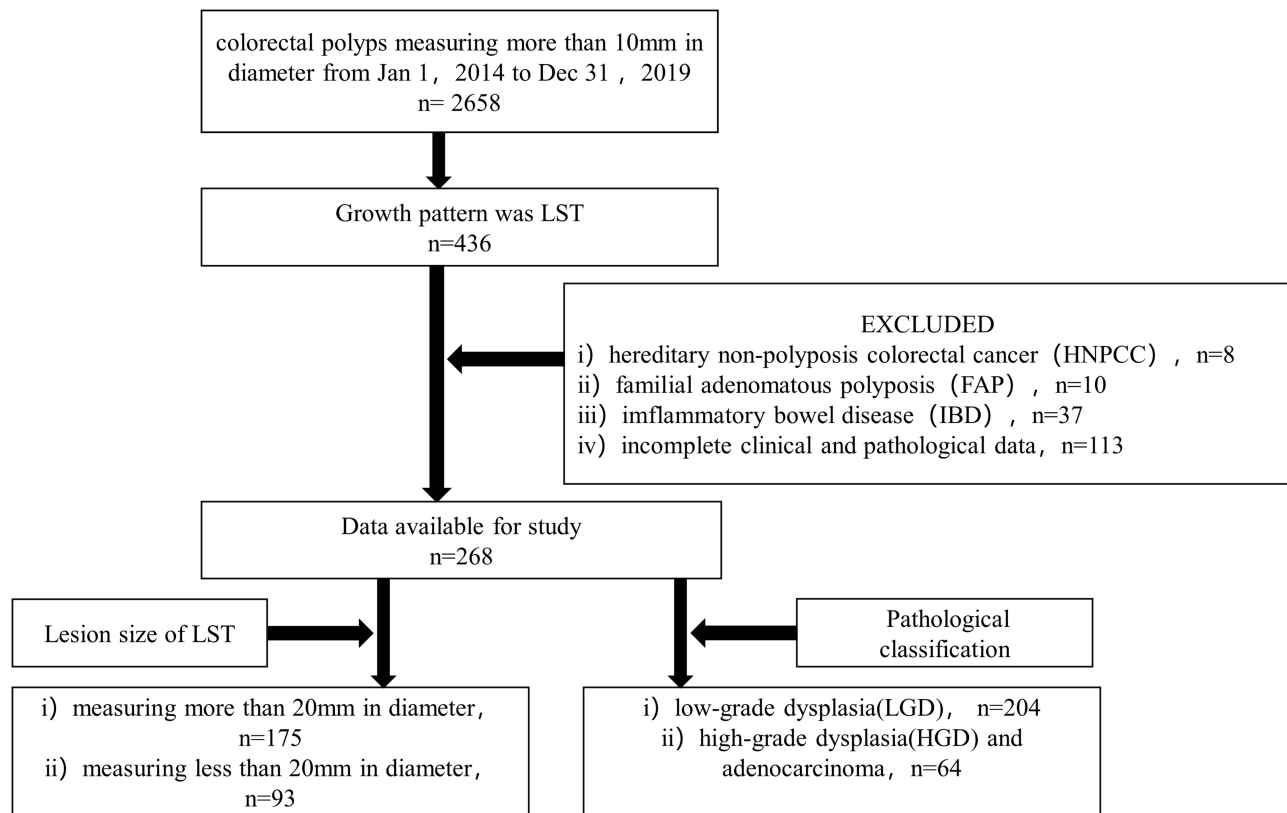 colorectal polyps measuring more than 10mm in
diameter from Jan 1，2014 to Dec 31 ，2019
n= 2658
Growth pattern was LST
n=436
EXCLUDED
i）hereditary non-polyposis colorectal cancer（HNPCC），n=8
ii）familial adenomatous polyposis（FAP），n=10
iii）imflammatory bowel disease（IBD），n=37
iv）incomplete clinical and pathological data，n=113
Data available for study
n=268
Lesion size of LST
Pathological
classification
i）measuring more than 20mm in diameter，
n=175
ii）measuring less than 20mm in diameter，
n=93
i）low-grade dysplasia(LGD)， n=204
ii）high-grade dysplasia(HGD) and
adenocarcinoma，n=64